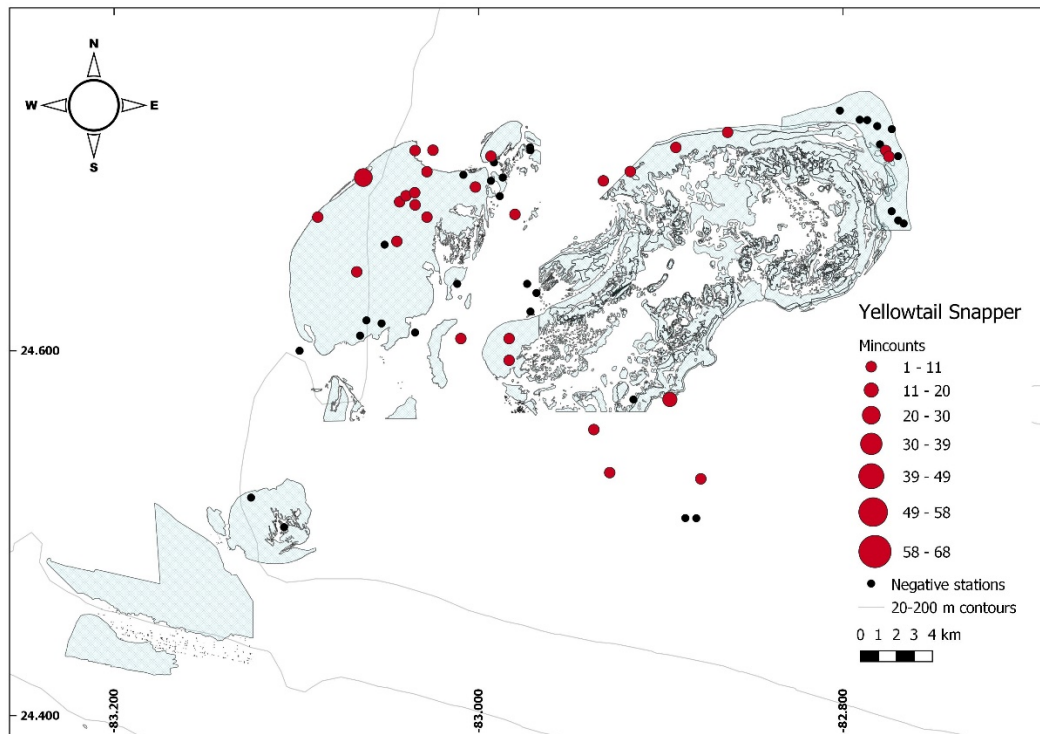 N
W E
S
Yellowtail Snapper
Mincounts
1 - 11
11 - 20
20 - 30
30 - 39
39 - 49
49 - 58
58 - 68
Negative stations
20-200 m contours
0 1 2 3 4 km
24.600
24.400
-83.200
-83.000
-82.800